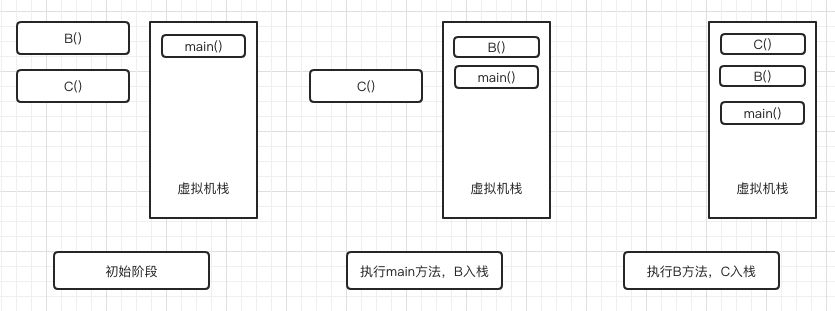 B()
C()
main()
虚拟机栈
初始阶段
C()
B()
main()
虚拟机栈
执行main方法，B入栈
C()
B()
main()
虚拟机栈
执行B方法，C入栈